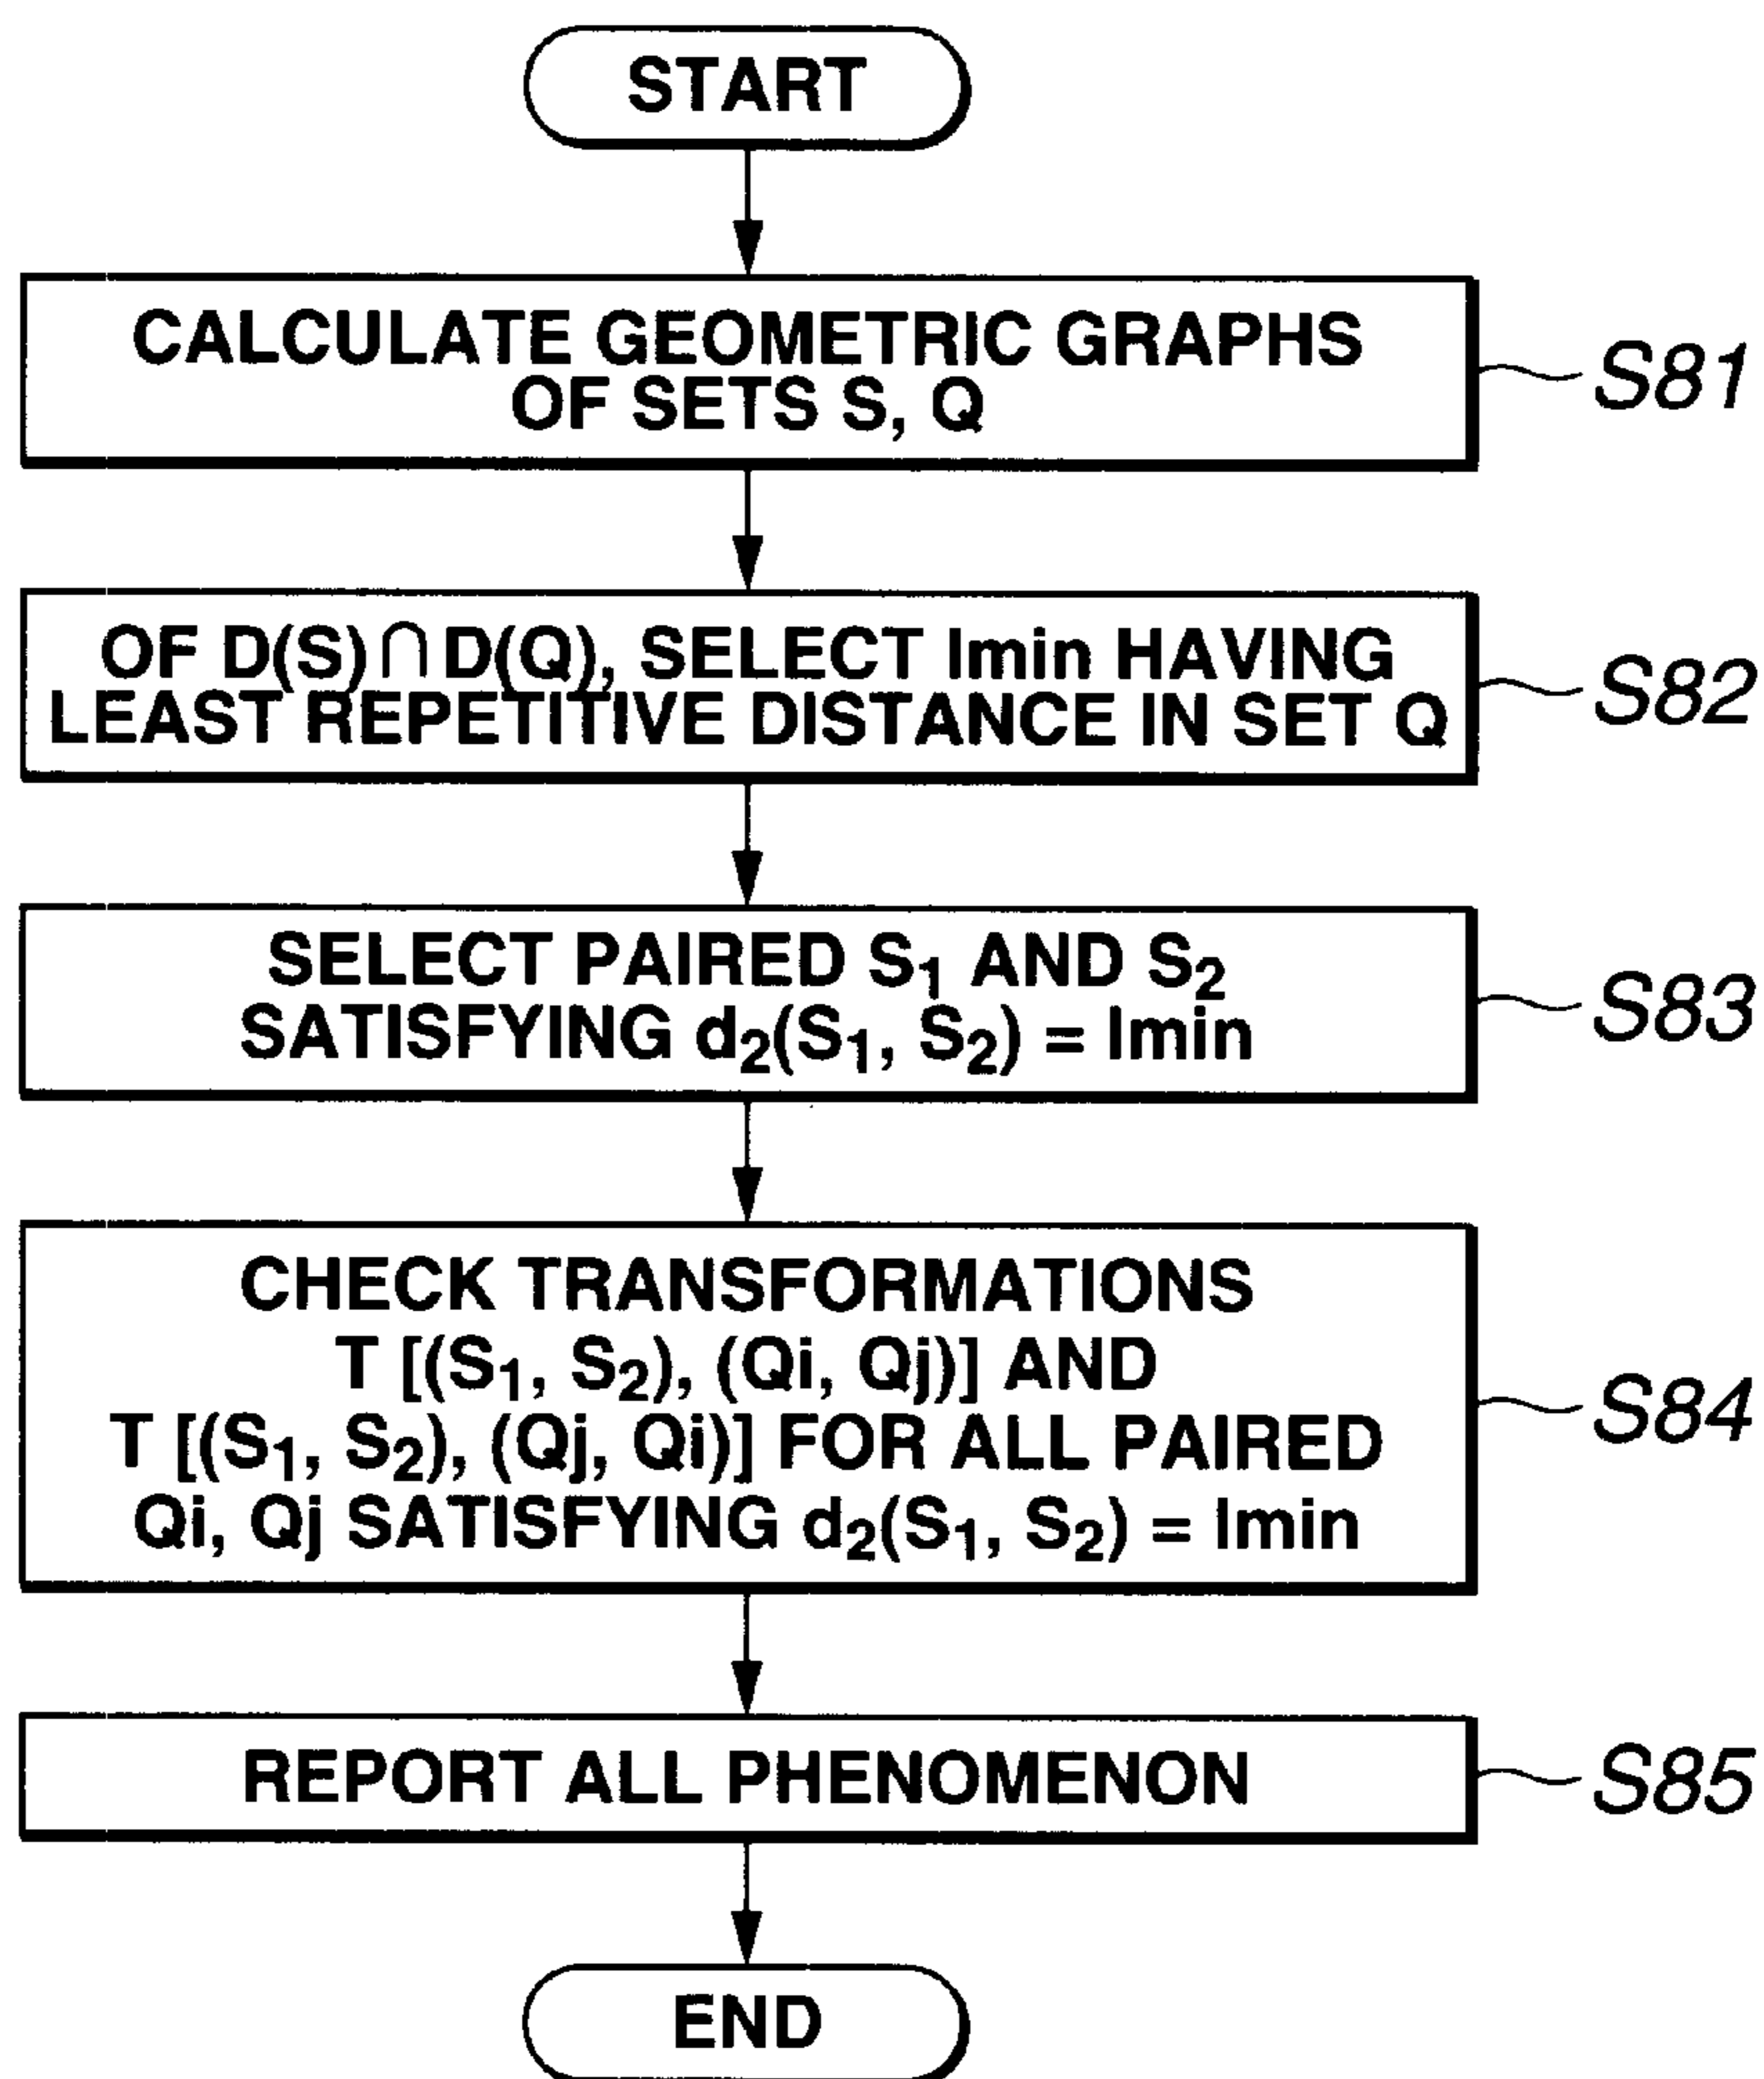 START
CALCULATE GEOMETRIC GRAPHS
OF SETS S, Q
S81
OF D(S)∩D(Q), SELECT lmin HAVING
LEAST REPETITIVE DISTANCE IN SET Q
S82
SELECT PAIRED S₁ AND S₂
SATISFYING d₂(S₁, S₂) = lmin
S83
CHECK TRANSFORMATIONS
T [(S₁, S₂), (Qi, Qj)] AND
T [(S₁, S₂), (Qj, Qi)] FOR ALL PAIRED
Qi, Qj SATISFYING d₂(S₁, S₂) = lmin
S84
REPORT ALL PHENOMENON
S85
END